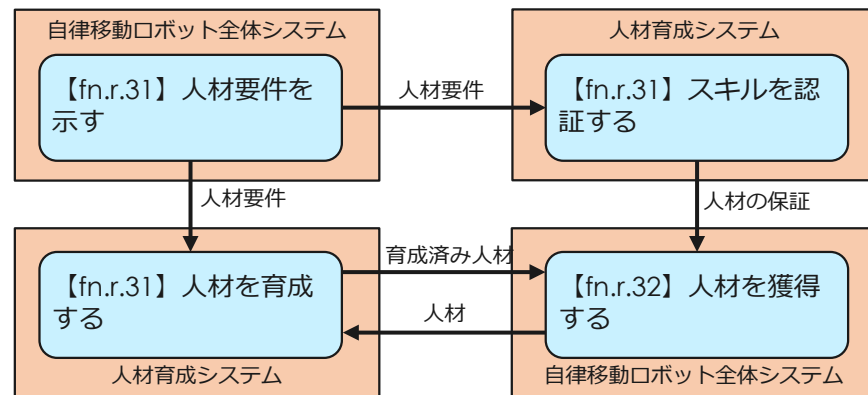 自律移動ロボット全体システム
人材育成システム
【fn.r.31】人材要件を
示す
人材要件
【fn.r.31】スキルを認
証する
人材要件
人材の保証
【fn.r.31】人材を育成
する
育成済み人材
人材
【fn.r.32】人材を獲得
する
人材育成システム
自律移動ロボット全体システム